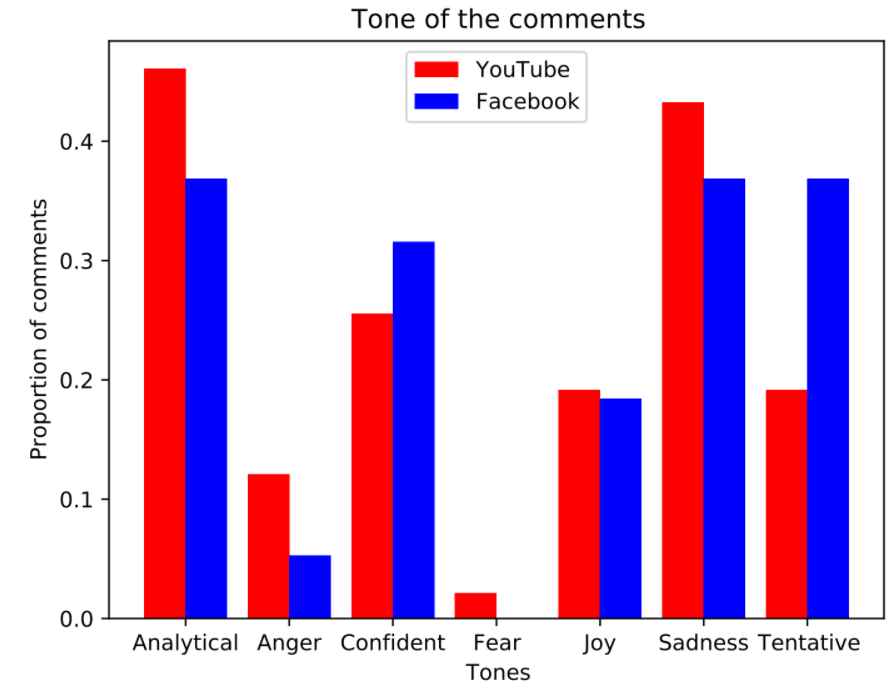 Tone of the comments
YouTube
Facebook
Proportion of comments
0.4
0.3
0.2
0.1
0.0
Analytical Anger Confident Fear Joy Sadness Tentative
Tones